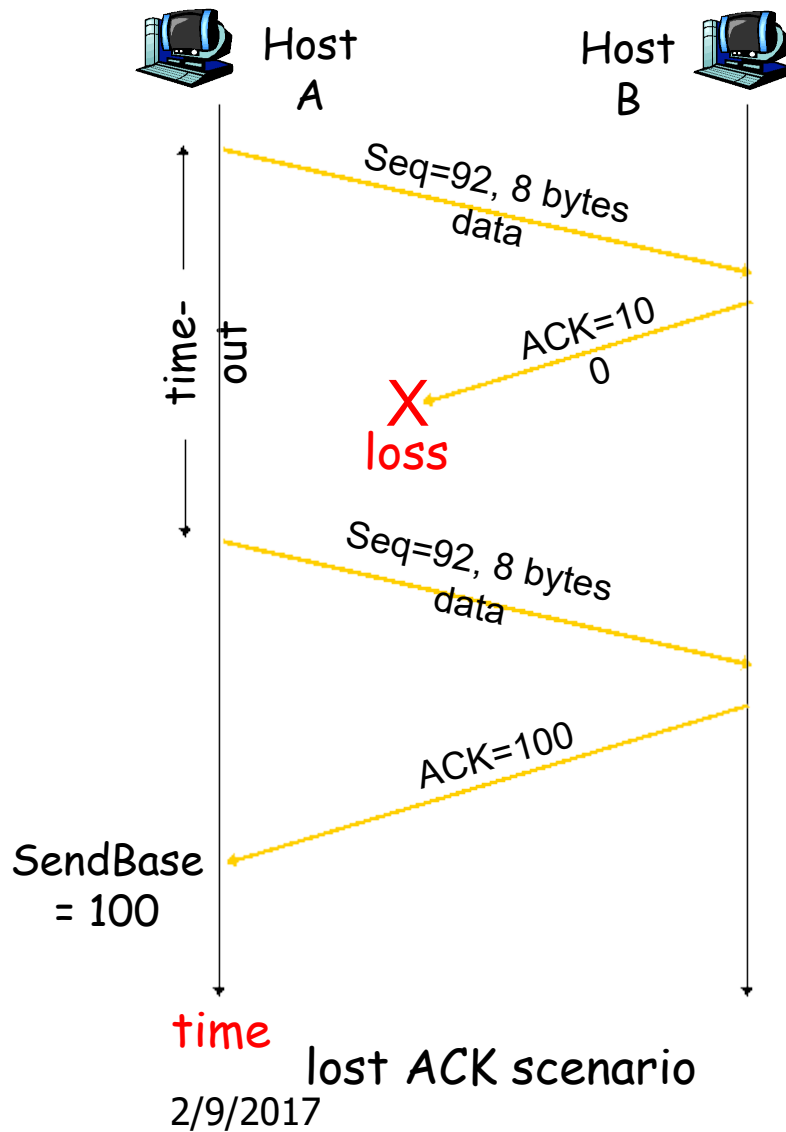 Host
A
Host
B
Seq=92, 8 bytes
data
time-
out
ACK=10
0
X
loss
Seq=92, 8 bytes
data
ACK=100
SendBase
= 100
time
lost ACK scenario
2/9/2017